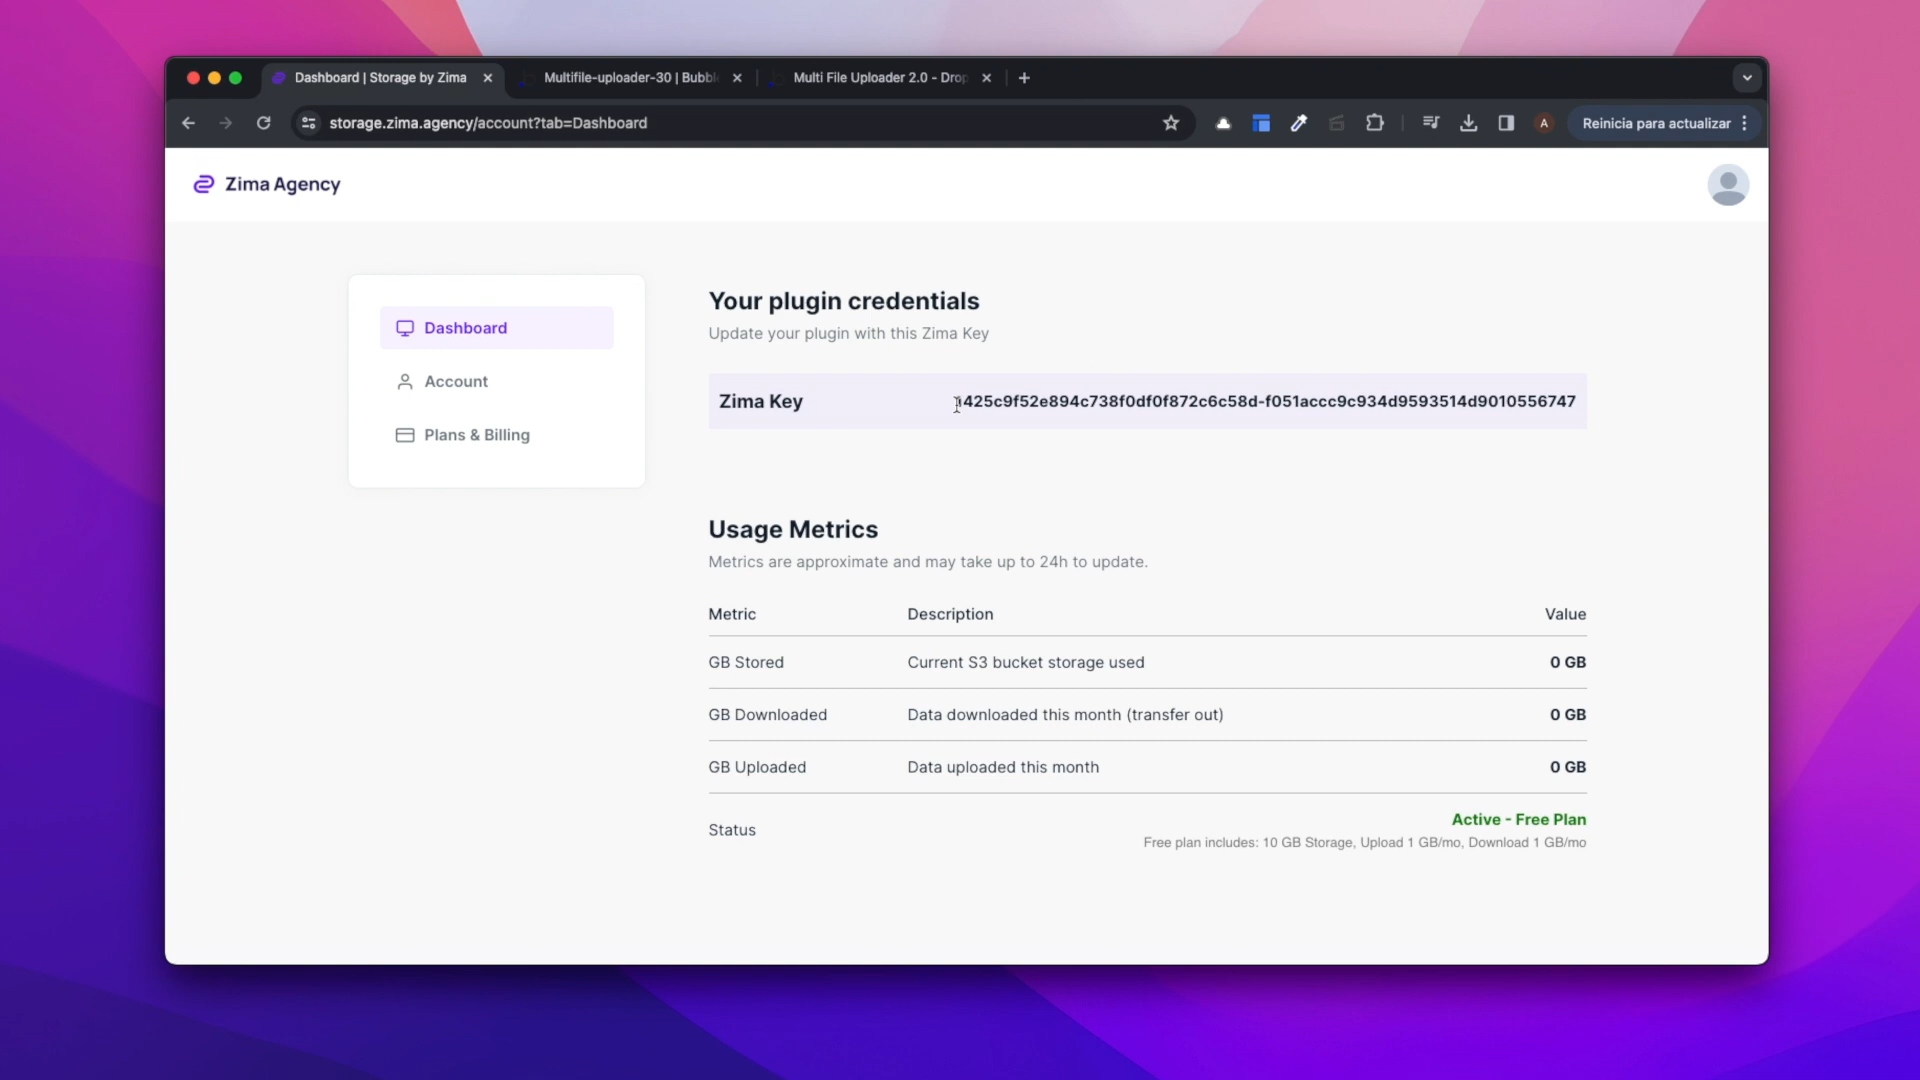 Dashboard | Storage by Zima
Multifile-uploader-30 | Bubbl
Multi File Uploader 2.0 - Drop
storage.zima.agency/account?tab=Dashboard
A
Reinicia para actualizar
Zima Agency
Dashboard
Account
Plans & Billing
Your plugin credentials
Update your plugin with this Zima Key
Zima Key
425c9f52e894c738f0df0f872c6c58d-f051accc9c934d9593514d9010556747
Usage Metrics
Metrics are approximate and may take up to 24h to update.
Metric Description Value
GB Stored Current S3 bucket storage used 0 GB
GB Downloaded Data downloaded this month (transfer out) 0 GB
GB Uploaded Data uploaded this month 0 GB
Status Active - Free Plan
Free plan includes: 10 GB Storage, Upload 1 GB/mo, Download 1 GB/mo